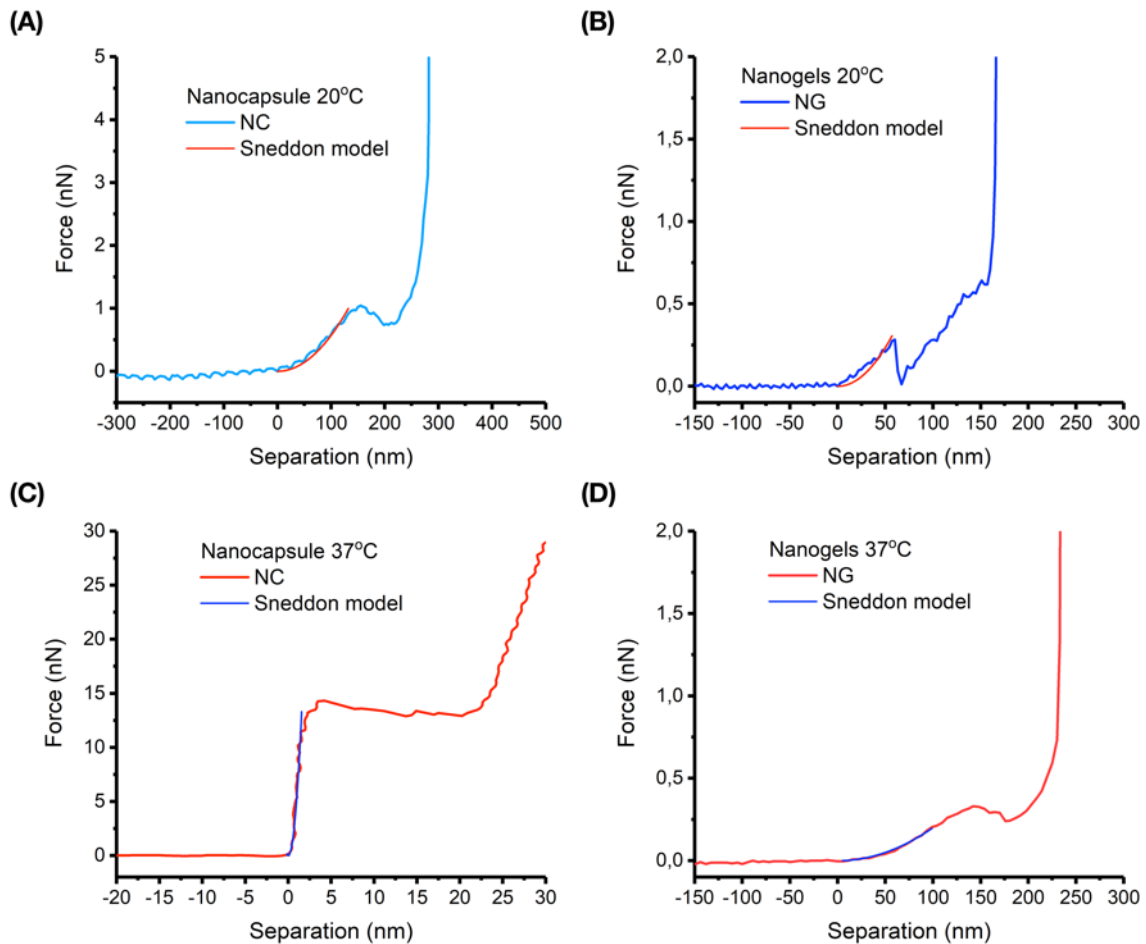 (A)
Nanocapsule 20°C
NC
Sneddon model
5
4
3
2
1
0
Force (nN)
-300 -200 -100 0 100 200 300 400 500
Separation (nm)
(B)
Nanogels 20°C
NG
Sneddon model
2,0
1,5
1,0
0,5
0,0
Force (nN)
-150 -100 -50 0 50 100 150 200 250 300
Separation (nm)
(C)
Nanocapsule 37°C
NC
Sneddon model
30
25
20
15
10
5
0
Force (nN)
-20 -15 -10 -5 0 5 10 15 20 25 30
Separation (nm)
(D)
Nanogels 37°C
NG
Sneddon model
2,0
1,5
1,0
0,5
0,0
Force (nN)
-150 -100 -50 0 50 100 150 200 250 300
Separation (nm)